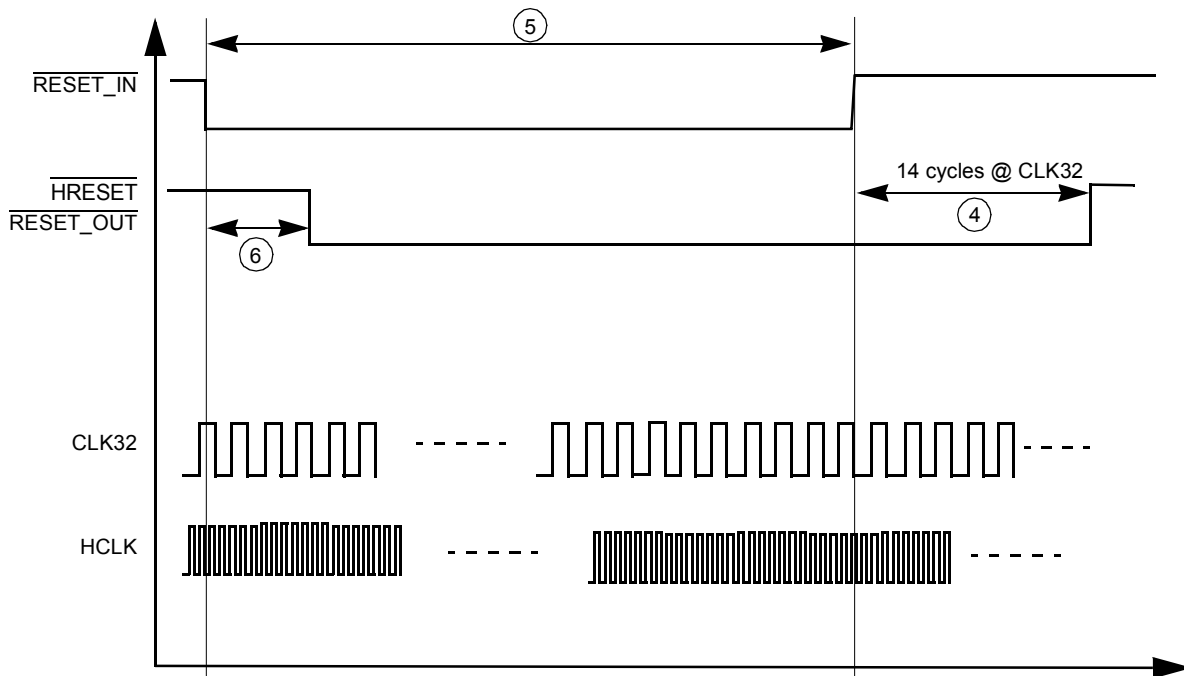 5
RESET_IN
14 cycles @ CLK32
HRESET
4
RESET_OUT
6
CLK32
HCLK